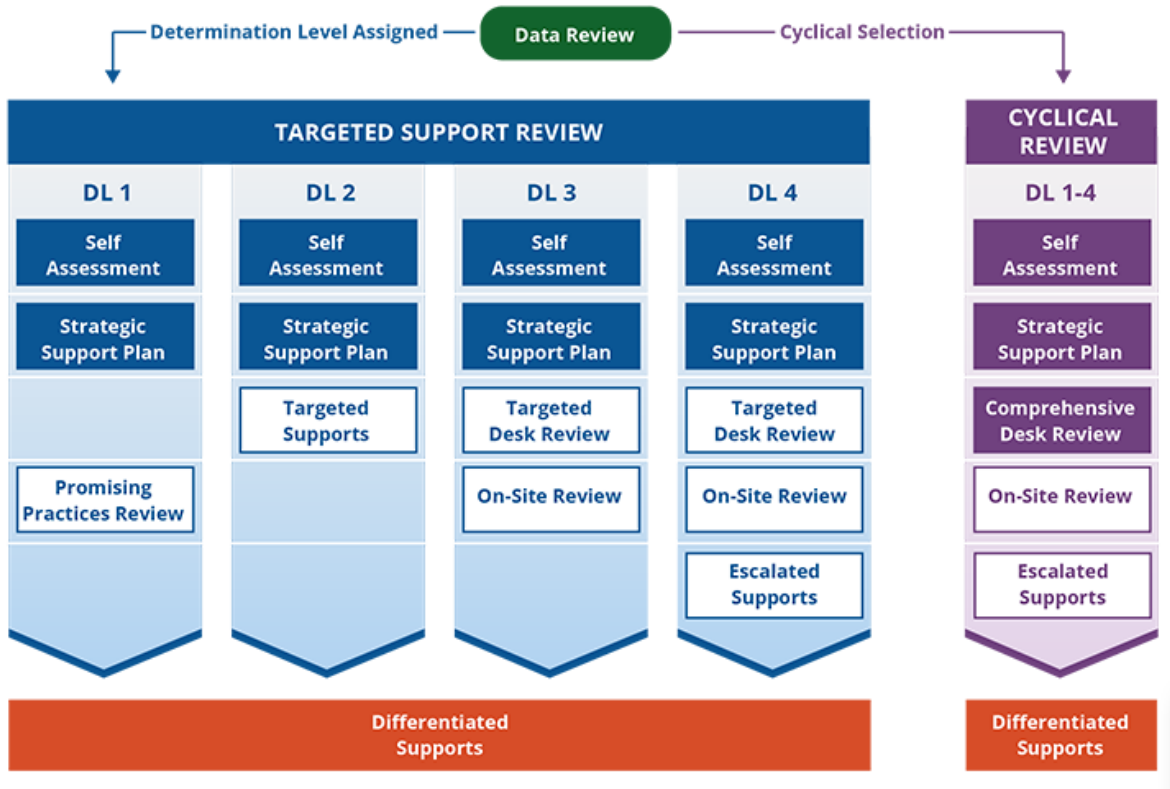 Determination Level Assigned
Data Review
Cyclical Selection
TARGETED SUPPORT REVIEW
DL 1
Self
Assessment
Strategic
Support Plan
Promising
Practices Review
DL 2
Self
Assessment
Strategic
Support Plan
Targeted
Supports
DL 3
Self
Assessment
Strategic
Support Plan
Targeted
Desk Review
On-Site Review
DL 4
Self
Assessment
Strategic
Support Plan
Targeted
Desk Review
On-Site Review
Escalated
Supports
Differentiated
Supports
CYCLICAL
REVIEW
DL 1-4
Self
Assessment
Strategic
Support Plan
Comprehensive
Desk Review
On-Site Review
Escalated
Supports
Differentiated
Supports